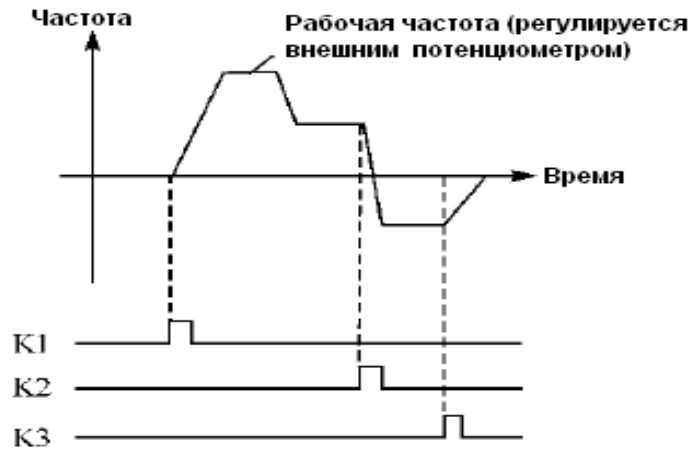 Частота
Рабочая частота (регулируется
внешним потенциометром)
Время
K1
K2
K3